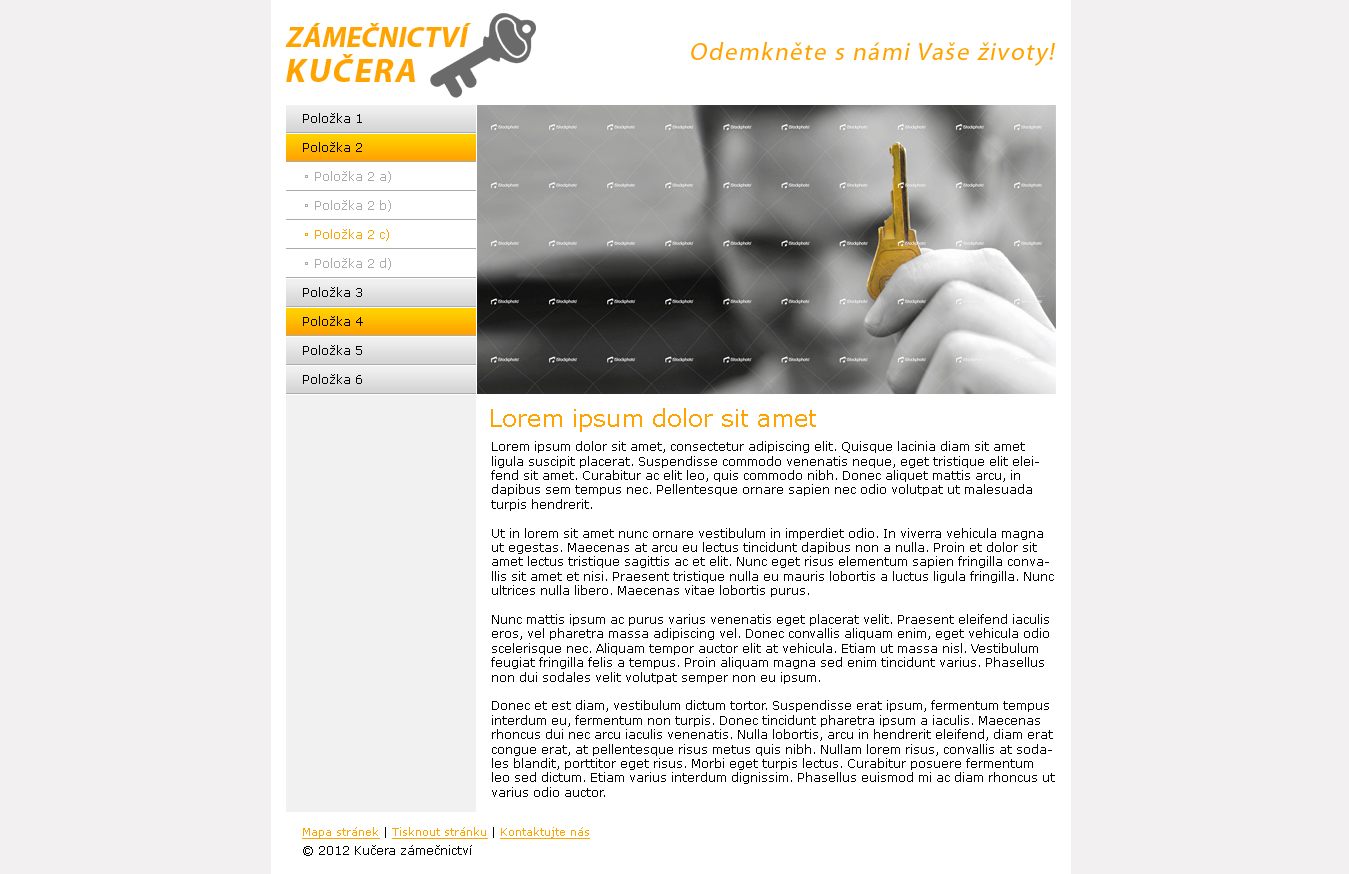 ZÁMEČNICTVÍ
KUČERA
Odemkněte s námi Vaše životy!
Položka 1
Položka 2
Položka 2 a)
Položka 2 b)
Položka 2 c)
Položka 2 d)
Položka 3
Položka 4
Položka 5
Položka 6
iStockphoto
Lorem ipsum dolor sit amet
Lorem ipsum dolor sit amet, consectetur adipiscing elit. Quisque lacinia diam sit amet
ligula suscipit placerat. Suspendisse commodo venenatis neque, eget tristique elit elei-
fend sit amet. Curabitur ac elit leo, quis commodo nibh. Donec aliquet mattis arcu, in
dapibus sem tempus nec. Pellentesque ornare sapien nec odio volutpat ut malesuada
turpis hendrerit.
Ut in lorem sit amet nunc ornare vestibulum in imperdiet odio. In viverra vehicula magna
ut egestas. Maecenas at arcu eu lectus tincidunt dapibus non a nulla. Proin et dolor sit
amet lectus tristique sagittis ac et elit. Nunc eget risus elementum sapien fringilla conva-
llis sit amet et nisi. Praesent tristique nulla eu mauris lobortis a luctus ligula fringilla. Nunc
ultrices nulla libero. Maecenas vitae lobortis purus.
Nunc mattis ipsum ac purus varius venenatis eget placerat velit. Praesent eleifend iaculis
eros, vel pharetra massa adipiscing vel. Donec convallis aliquam enim, eget vehicula odio
scelerisque nec. Aliquam tempor auctor elit at vehicula. Etiam ut massa nisl. Vestibulum
feugiat fringilla felis a tempus. Proin aliquam magna sed enim tincidunt varius. Phasellus
non dui sodales velit volutpat semper non eu ipsum.
Donec et est diam, vestibulum dictum tortor. Suspendisse erat ipsum, fermentum tempus
interdum eu, fermentum non turpis. Donec tincidunt pharetra ipsum a iaculis. Maecenas
rhoncus dui nec arcu iaculis venenatis. Nulla lobortis, arcu in hendrerit eleifend, diam erat
congue erat, at pellentesque risus metus quis nibh. Nullam lorem risus, convallis at soda-
les blandit, porttitor eget risus. Morbi eget turpis lectus. Curabitur posuere fermentum
leo sed dictum. Etiam varius interdum dignissim. Phasellus euismod mi ac diam rhoncus ut
varius odio auctor.
Mapa stránek | Tisknout stránku | Kontaktujte nás
© 2012 Kučera zámečnictví